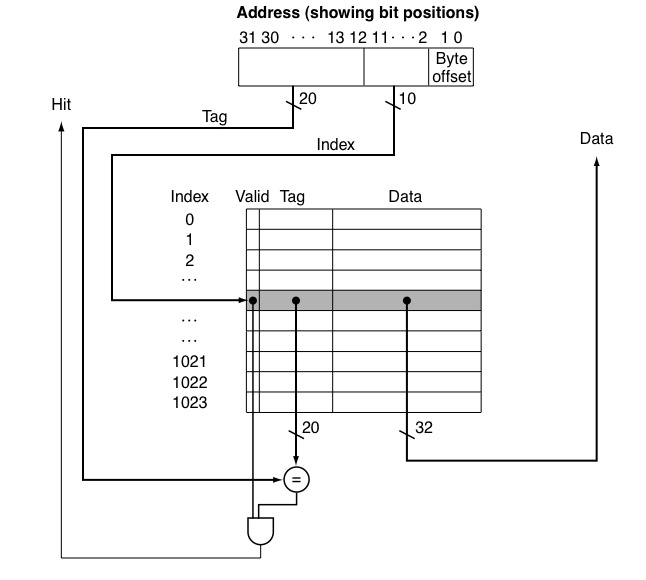 Address (showing bit positions)
31 30 · · · 13 12 11 · · · 2 1 0
Byte
offset
20
10
Hit
Tag
Data
Index
Index Valid Tag Data
0
1
2
· · ·
· · ·
· · ·
1021
1022
1023
20
32
=